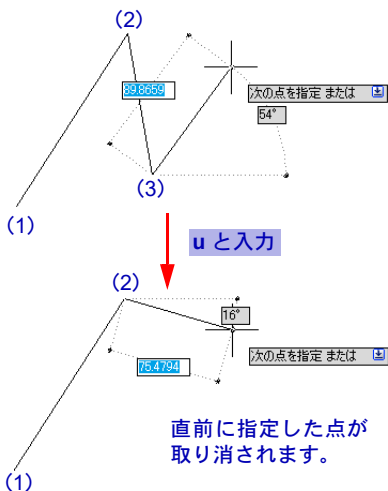 (2)
89.8659
次の点を指定 または
54°
(3)
(1)
u と入力
(2)
16°
次の点を指定 または
75.4794
直前に指定した点が
取り消されます。
(1)